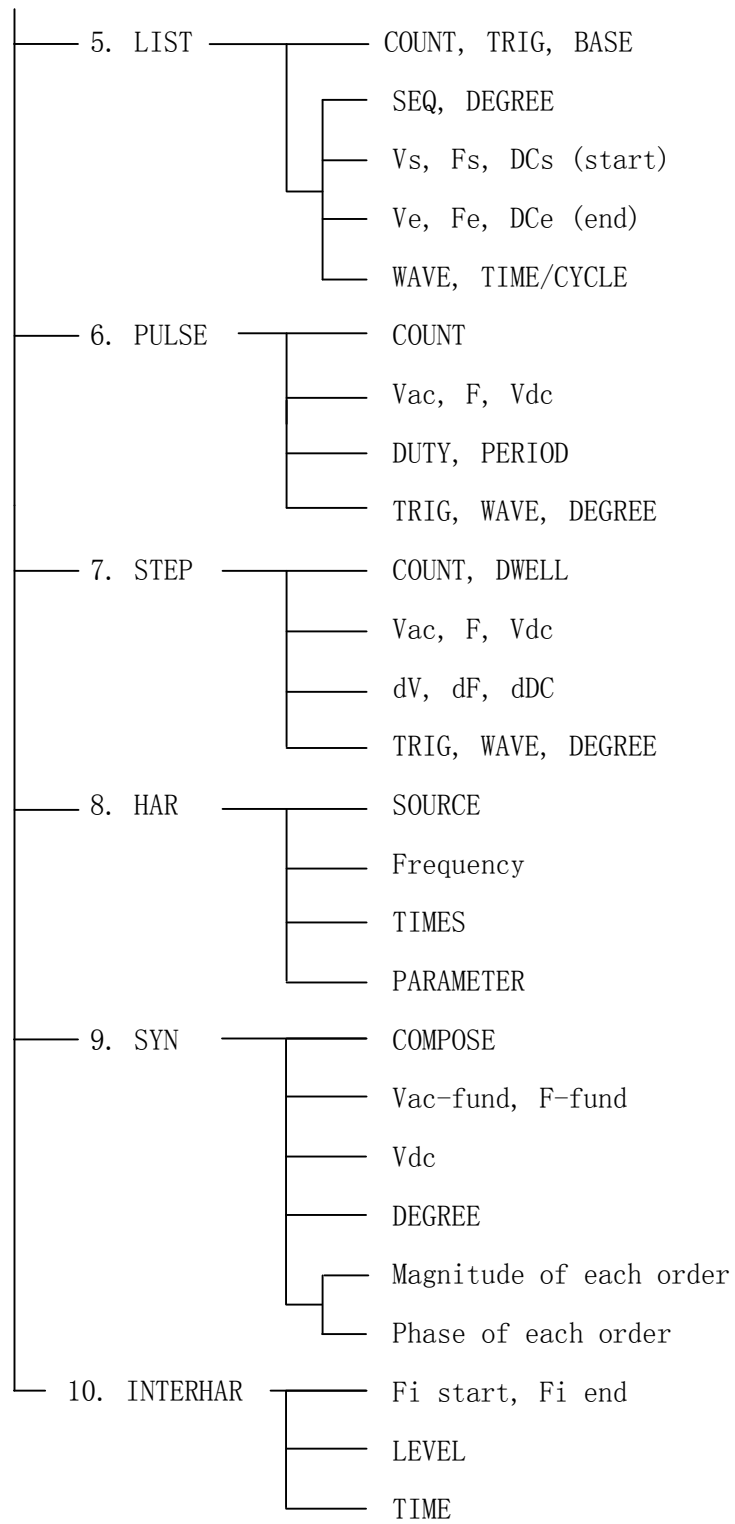 5. LIST COUNT, TRIG, BASE
SEQ, DEGREE
Vs, Fs, DCs (start)
Ve, Fe, DCe (end)
WAVE, TIME/CYCLE
6. PULSE COUNT
Vac, F, Vdc
DUTY, PERIOD
TRIG, WAVE, DEGREE
7. STEP COUNT, DWELL
Vac, F, Vdc
dV, dF, dDC
TRIG, WAVE, DEGREE
8. HAR SOURCE
Frequency
TIMES
PARAMETER
9. SYN COMPOSE
Vac-fund, F-fund
Vdc
DEGREE
Magnitude of each order
Phase of each order
10. INTERHAR Fi start, Fi end
LEVEL
TIME